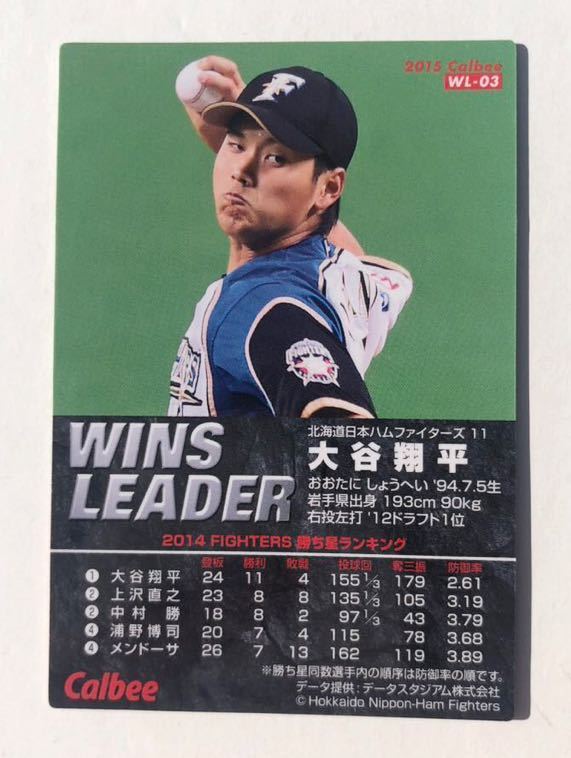 2015 Calbee
WL-03
F
FIGHTERS
WINS
LEADER
北海道日本ハムファイターズ 11
大谷翔平
おおたに しょうへい '94.7.5生
岩手県出身 193cm 90kg
右投左打 '12ドラフト1位
2014 FIGHTERS 勝ち星ランキング
登板 勝利 敗戦 投球回 奪三振 防御率
① 大谷翔平 24 11 4 155 1/3 179 2.61
② 上沢直之 23 8 8 135 1/3 105 3.19
② 中村 勝 18 8 2 97 1/3 43 3.79
④ 浦野博司 20 7 4 115 78 3.68
④ メンドーサ 26 7 13 162 119 3.89
※勝ち星同数選手内の順序は防御率の順です。
データ提供：データスタジアム株式会社
Calbee
© Hokkaido Nippon-Ham Fighters